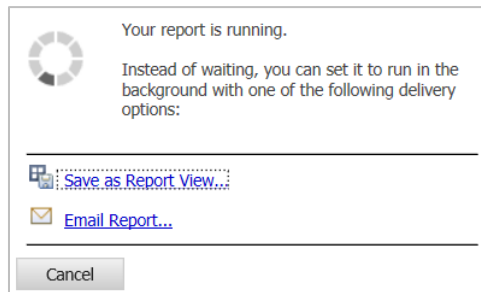 Your report is running.
Instead of waiting, you can set it to run in the
background with one of the following delivery
options:
Save as Report View...
Email Report...
Cancel